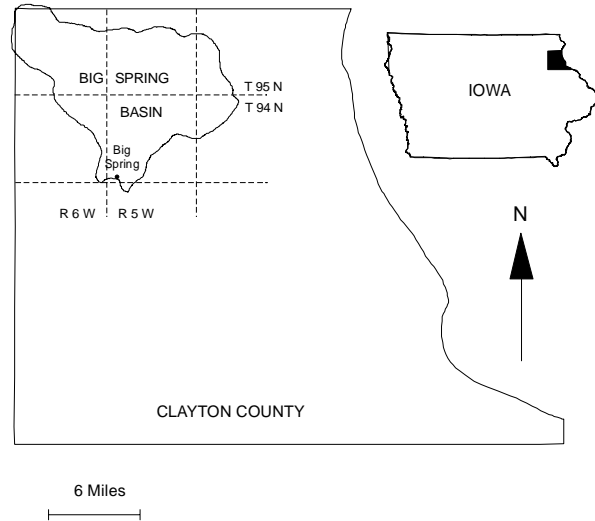 BIG SPRING
T 95 N
T 94 N
BASIN
Big
Spring
R 6 W
R 5 W
CLAYTON COUNTY
6 Miles
IOWA
N